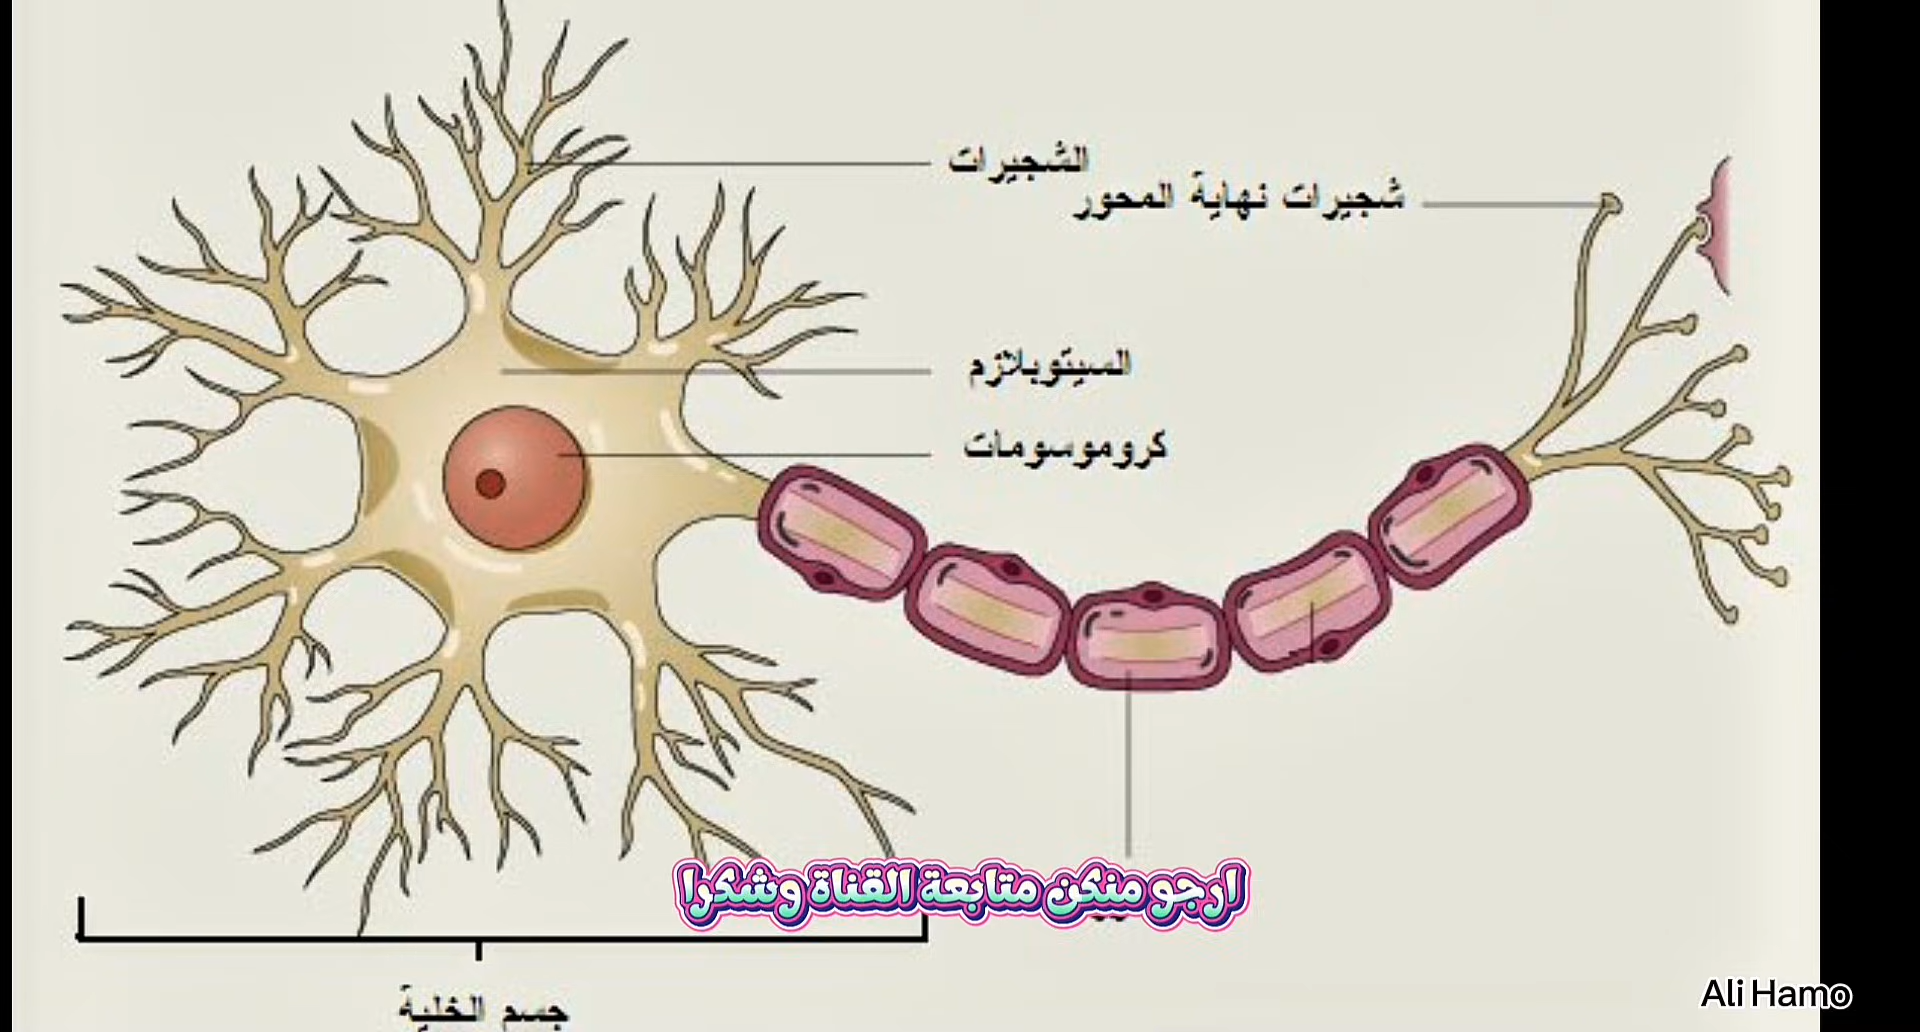 الشجيرات
شجيرات نهاية المحور
السيتوبلازم
كروموسومات
ارجو منكن متابعة القناة وشكرا
جسم الخلية
Ali Hamo